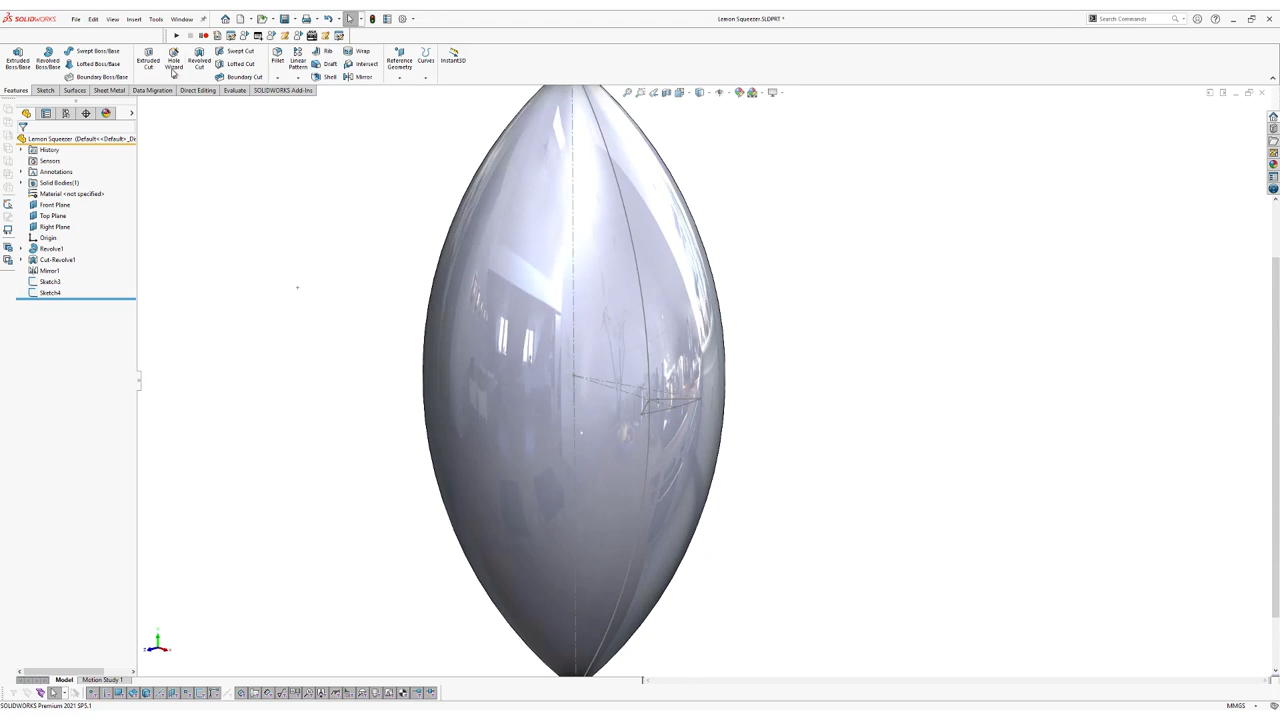 SOLIDWORKS File Edit View Insert Tools Window Lemon Squeezer.SLDPRT * Search Commands
Extruded Boss/Base
Revolved Boss/Base
Swept Boss/Base
Lofted Boss/Base
Boundary Boss/Base
Extruded Cut
Hole Wizard
Revolved Cut
Swept Cut
Lofted Cut
Boundary Cut
Fillet
Linear Pattern
Rib
Draft
Shell
Wrap
Intersect
Mirror
Reference Geometry
Curves
Instant3D
Features Sketch Surfaces Sheet Metal Data Migration Direct Editing Evaluate SOLIDWORKS Add-Ins
Lemon Squeezer (Default<<Default>_Di
History
Sensors
Annotations
Solid Bodies(1)
Material <not specified>
Front Plane
Top Plane
Right Plane
Origin
Revolve1
Cut-Revolve1
Mirror1
Sketch3
Sketch4
Model Motion Study 1
SOLIDWORKS Premium 2021 SP5.1 MMGS